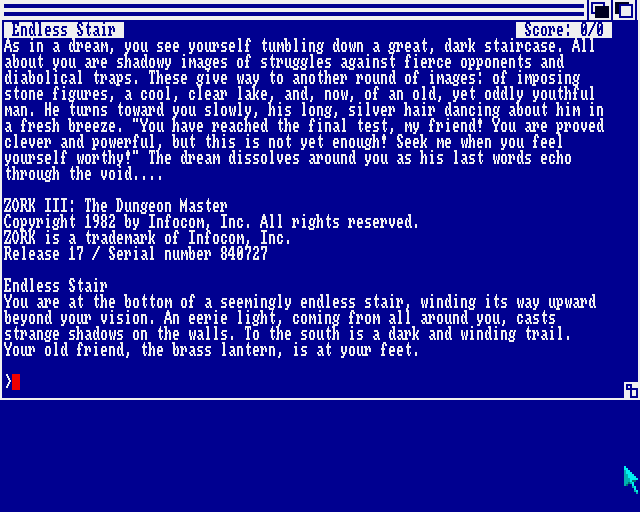 Endless Stair Score: 0/0
As in a dream, you see yourself tumbling down a great, dark staircase. All
about you are shadowy images of struggles against fierce opponents and
diabolical traps. These give way to another round of images: of imposing
stone figures, a cool, clear lake, and, now, of an old, yet oddly youthful
man. He turns toward you slowly, his long, silver hair dancing about him in
a fresh breeze. "You have reached the final test, my friend! You are proved
clever and powerful, but this is not yet enough! Seek me when you feel
yourself worthy!" The dream dissolves around you as his last words echo
through the void....
ZORK III: The Dungeon Master
Copyright 1982 by Infocom, Inc. All rights reserved.
ZORK is a trademark of Infocom, Inc.
Release 17 / Serial number 840727
Endless Stair
You are at the bottom of a seemingly endless stair, winding its way upward
beyond your vision. An eerie light, coming from all around you, casts
strange shadows on the walls. To the south is a dark and winding trail.
Your old friend, the brass lantern, is at your feet.
>